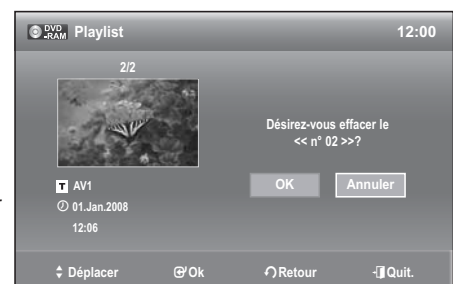 DVD-RAM Playlist 12:00
2/2
Désirez-vous effacer le
<< n° 02 >>?
OK Annuler
T AV1
01.Jan.2008
12:06
Déplacer Ok Retour Quit.